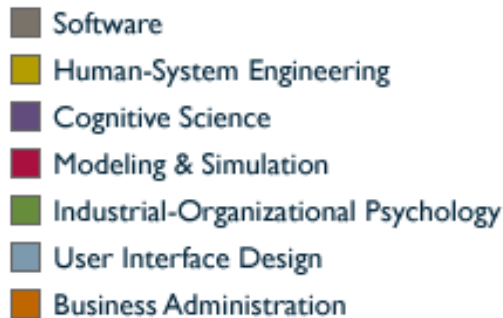 Software
Human-System Engineering
Cognitive Science
Modeling & Simulation
Industrial-Organizational Psychology
User Interface Design
Business Administration